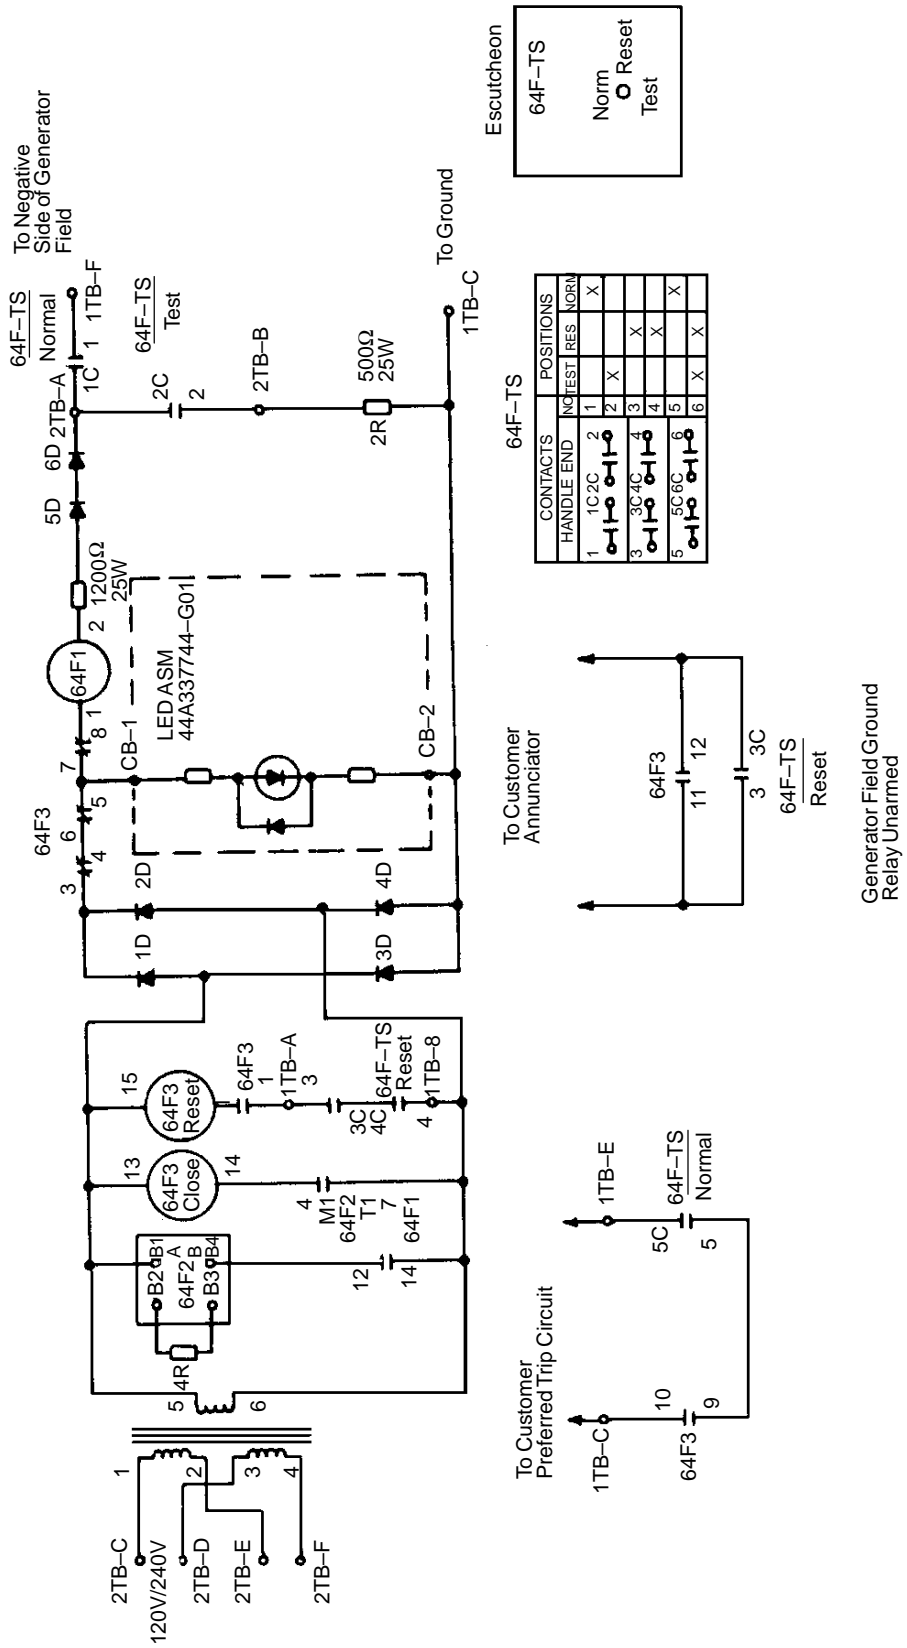 2TB–C
120V/240V
2TB–D
2TB–E
2TB–F
1
2
3
4
5
6
4R
B2
B1
A
64F2
B
B3
B4
12
14
13
64F3
Close
14
4
M1
64F2
T1
7
64F1
15
64F3
Reset
64F3
1
1TB–A
3
3C
4C
64F–TS
Reset
4
1TB–8
1D
2D
3D
4D
64F3
3
4
6
5
7
8
1
64F1
2
1200Ω
25W
5D
6D
2
2TB–A
1C
1
64F–TS
Normal
1TB–F
To Negative
Side of Generator
Field
64F–TS
Test
2C
2
2TB–B
500Ω
25W
2R
To Ground
1TB–C
CB–1
LED ASM
44A337744–G01
CB–2
To Customer
Preferred Trip Circuit
1TB–C
10
9
64F3
1TB–E
5C
5
64F–TS
Normal
To Customer
Annunciator
64F3
11
12
3
3C
64F–TS
Reset
Generator Field Ground
Relay Unarmed
64F–TS
CONTACTS POSITIONS
HANDLE END NO TEST RES NORM
1 1C 2C 2 1 X
2 X
3 3C 4C 4 3 X
4 X
5 5C 6C 6 5 X
6 X X
Escutcheon
64F–TS
Norm
Reset
Test